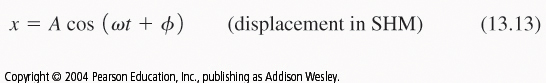 x = A cos (ωt + ϕ) (displacement in SHM) (13.13)
Copyright © 2004 Pearson Education, Inc., publishing as Addison Wesley.